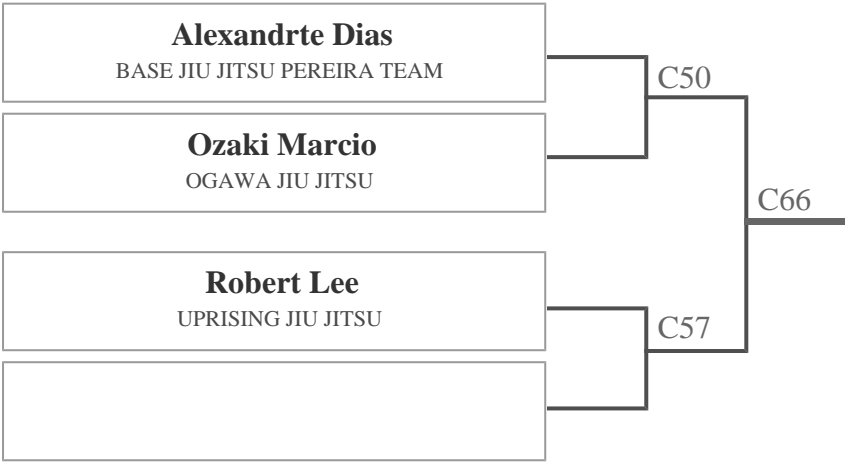 Alexandrte Dias
BASE JIU JITSU PEREIRA TEAM
C50
Ozaki Marcio
OGAWA JIU JITSU
C66
Robert Lee
UPRISING JIU JITSU
C57